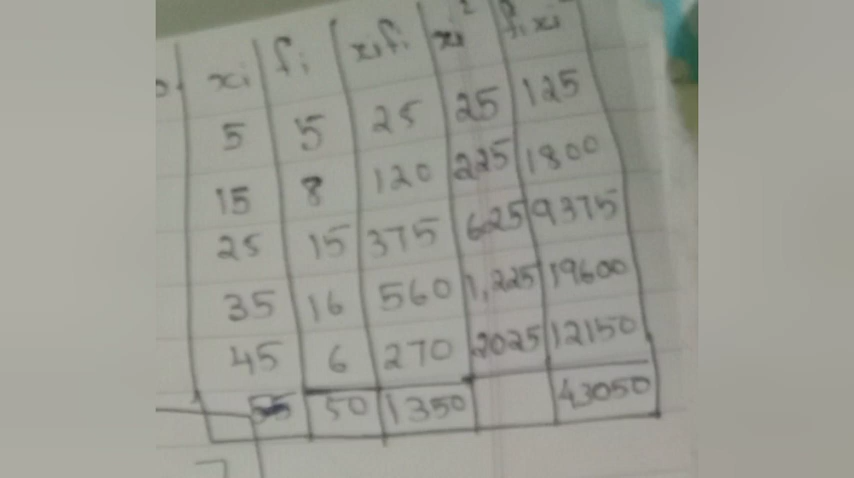 xi fi xifi xi² fixi
5 5 25 25 125
15 8 120 225 1800
25 15 375 625 9375
35 16 560 1,225 19600
45 6 270 2025 12150
50 1350 43050